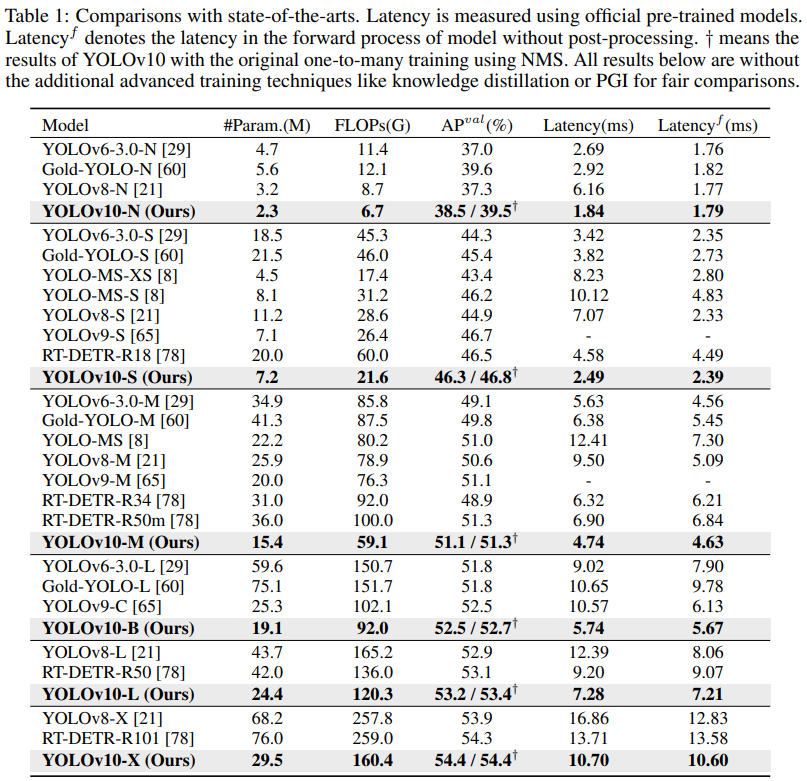 Table 1: Comparisons with state-of-the-arts. Latency is measured using official pre-trained models.
Latencyᶠ denotes the latency in the forward process of model without post-processing. † means the
results of YOLOv10 with the original one-to-many training using NMS. All results below are without
the additional advanced training techniques like knowledge distillation or PGI for fair comparisons.
Model #Param.(M) FLOPs(G) APᵛᵃˡ(%) Latency(ms) Latencyᶠ(ms)
YOLOv6-3.0-N [29] 4.7 11.4 37.0 2.69 1.76
Gold-YOLO-N [60] 5.6 12.1 39.6 2.92 1.82
YOLOv8-N [21] 3.2 8.7 37.3 6.16 1.77
YOLOv10-N (Ours) 2.3 6.7 38.5 / 39.5† 1.84 1.79
YOLOv6-3.0-S [29] 18.5 45.3 44.3 3.42 2.35
Gold-YOLO-S [60] 21.5 46.0 45.4 3.82 2.73
YOLO-MS-XS [8] 4.5 17.4 43.4 8.23 2.80
YOLO-MS-S [8] 8.1 31.2 46.2 10.12 4.83
YOLOv8-S [21] 11.2 28.6 44.9 7.07 2.33
YOLOv9-S [65] 7.1 26.4 46.7 - -
RT-DETR-R18 [78] 20.0 60.0 46.5 4.58 4.49
YOLOv10-S (Ours) 7.2 21.6 46.3 / 46.8† 2.49 2.39
YOLOv6-3.0-M [29] 34.9 85.8 49.1 5.63 4.56
Gold-YOLO-M [60] 41.3 87.5 49.8 6.38 5.45
YOLO-MS [8] 22.2 80.2 51.0 12.41 7.30
YOLOv8-M [21] 25.9 78.9 50.6 9.50 5.09
YOLOv9-M [65] 20.0 76.3 51.1 - -
RT-DETR-R34 [78] 31.0 92.0 48.9 6.32 6.21
RT-DETR-R50m [78] 36.0 100.0 51.3 6.90 6.84
YOLOv10-M (Ours) 15.4 59.1 51.1 / 51.3† 4.74 4.63
YOLOv6-3.0-L [29] 59.6 150.7 51.8 9.02 7.90
Gold-YOLO-L [60] 75.1 151.7 51.8 10.65 9.78
YOLOv9-C [65] 25.3 102.1 52.5 10.57 6.13
YOLOv10-B (Ours) 19.1 92.0 52.5 / 52.7† 5.74 5.67
YOLOv8-L [21] 43.7 165.2 52.9 12.39 8.06
RT-DETR-R50 [78] 42.0 136.0 53.1 9.20 9.07
YOLOv10-L (Ours) 24.4 120.3 53.2 / 53.4† 7.28 7.21
YOLOv8-X [21] 68.2 257.8 53.9 16.86 12.83
RT-DETR-R101 [78] 76.0 259.0 54.3 13.71 13.58
YOLOv10-X (Ours) 29.5 160.4 54.4 / 54.4† 10.70 10.60